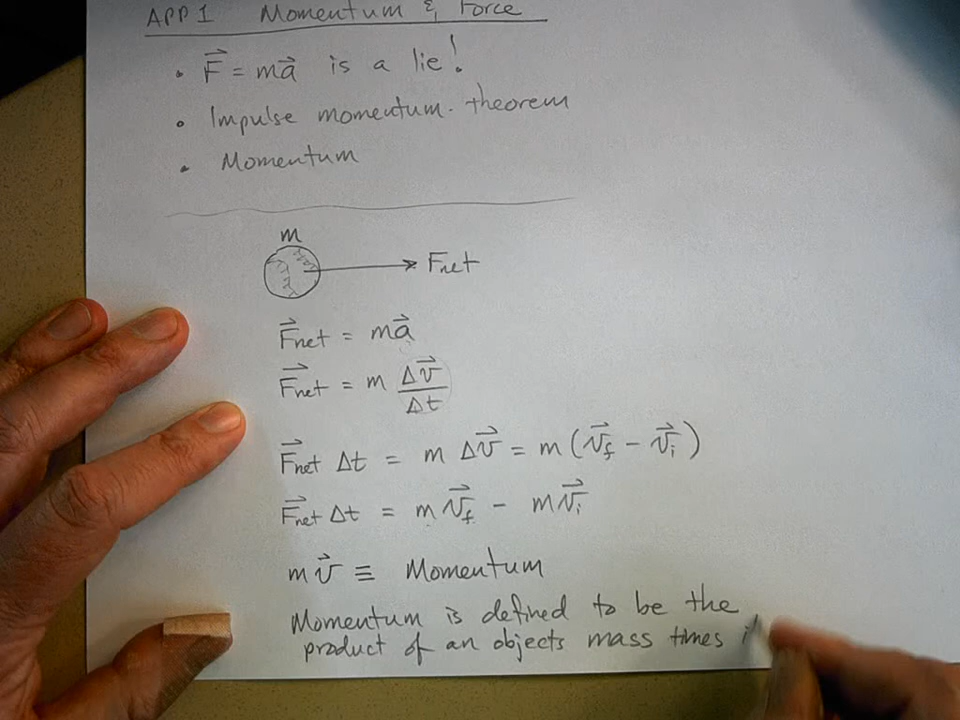 APP 1 Momentum & Force
• F⃗ = ma⃗ is a lie!
• Impulse momentum - theorem
• Momentum
m
Fnet
F⃗net = ma⃗
F⃗net = m Δv⃗/Δt
F⃗net Δt = m Δv⃗ = m (v⃗f - v⃗i)
F⃗net Δt = m v⃗f - m v⃗i
m v⃗ ≡ Momentum
Momentum is defined to be the
product of an objects mass times